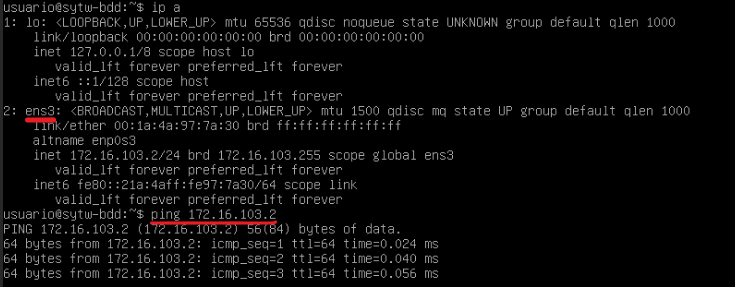 usuario@sytw-bdd:~$ ip a
1: lo: <LOOPBACK,UP,LOWER_UP> mtu 65536 qdisc noqueue state UNKNOWN group default qlen 1000
link/loopback 00:00:00:00:00:00 brd 00:00:00:00:00:00
inet 127.0.0.1/8 scope host lo
valid_lft forever preferred_lft forever
inet6 ::1/128 scope host
valid_lft forever preferred_lft forever
2: ens3: <BROADCAST,MULTICAST,UP,LOWER_UP> mtu 1500 qdisc mq state UP group default qlen 1000
link/ether 00:1a:4a:97:7a:30 brd ff:ff:ff:ff:ff:ff
altname enp0s3
inet 172.16.103.2/24 brd 172.16.103.255 scope global ens3
valid_lft forever preferred_lft forever
inet6 fe80::21a:4aff:fe97:7a30/64 scope link
valid_lft forever preferred_lft forever
usuario@sytw-bdd:~$ ping 172.16.103.2
PING 172.16.103.2 (172.16.103.2) 56(84) bytes of data.
64 bytes from 172.16.103.2: icmp_seq=1 ttl=64 time=0.024 ms
64 bytes from 172.16.103.2: icmp_seq=2 ttl=64 time=0.040 ms
64 bytes from 172.16.103.2: icmp_seq=3 ttl=64 time=0.056 ms